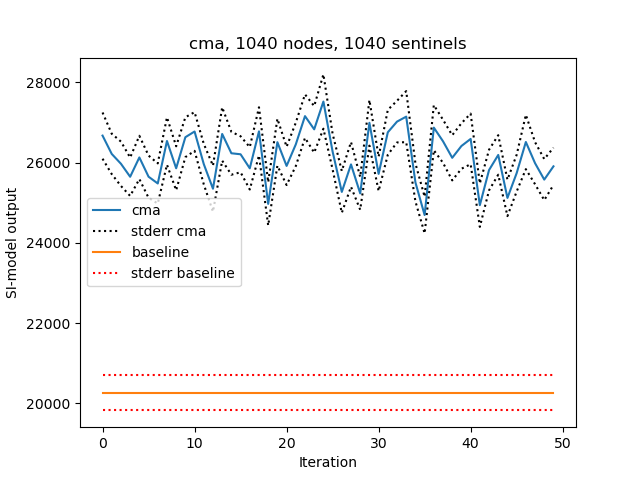 cma, 1040 nodes, 1040 sentinels
28000
26000
24000
22000
20000
SI-model output
cma
stderr cma
baseline
stderr baseline
0
10
20
30
40
50
Iteration